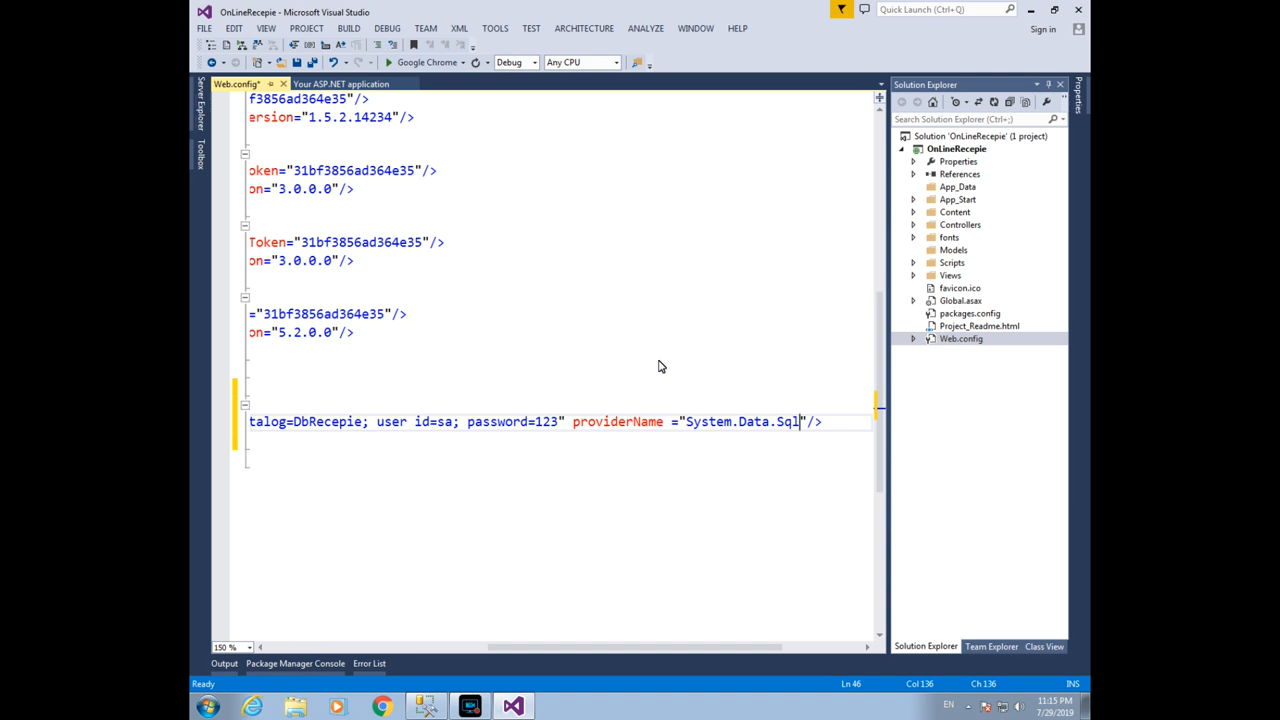 OnLineRecepie - Microsoft Visual Studio
Quick Launch (Ctrl+Q)
FILE EDIT VIEW PROJECT BUILD DEBUG TEAM XML TOOLS TEST ARCHITECTURE ANALYZE WINDOW HELP
Sign in
Google Chrome Debug Any CPU
Server Explorer
Toolbox
Web.config* Your ASP.NET application
f3856ad364e35"/>
ersion="1.5.2.14234"/>
oken="31bf3856ad364e35"/>
on="3.0.0.0"/>
Token="31bf3856ad364e35"/>
on="3.0.0.0"/>
="31bf3856ad364e35"/>
on="5.2.0.0"/>
talog=DbRecepie; user id=sa; password=123" providerName ="System.Data.Sql"/>
150 %
Solution Explorer
Search Solution Explorer (Ctrl+;)
Solution 'OnLineRecepie' (1 project)
OnLineRecepie
Properties
References
App_Data
App_Start
Content
Controllers
fonts
Models
Scripts
Views
favicon.ico
Global.asax
packages.config
Project_Readme.html
Web.config
Solution Explorer Team Explorer Class View
Properties
Output Package Manager Console Error List
Ready Ln 46 Col 136 Ch 136 INS
EN
11:15 PM
7/29/2019